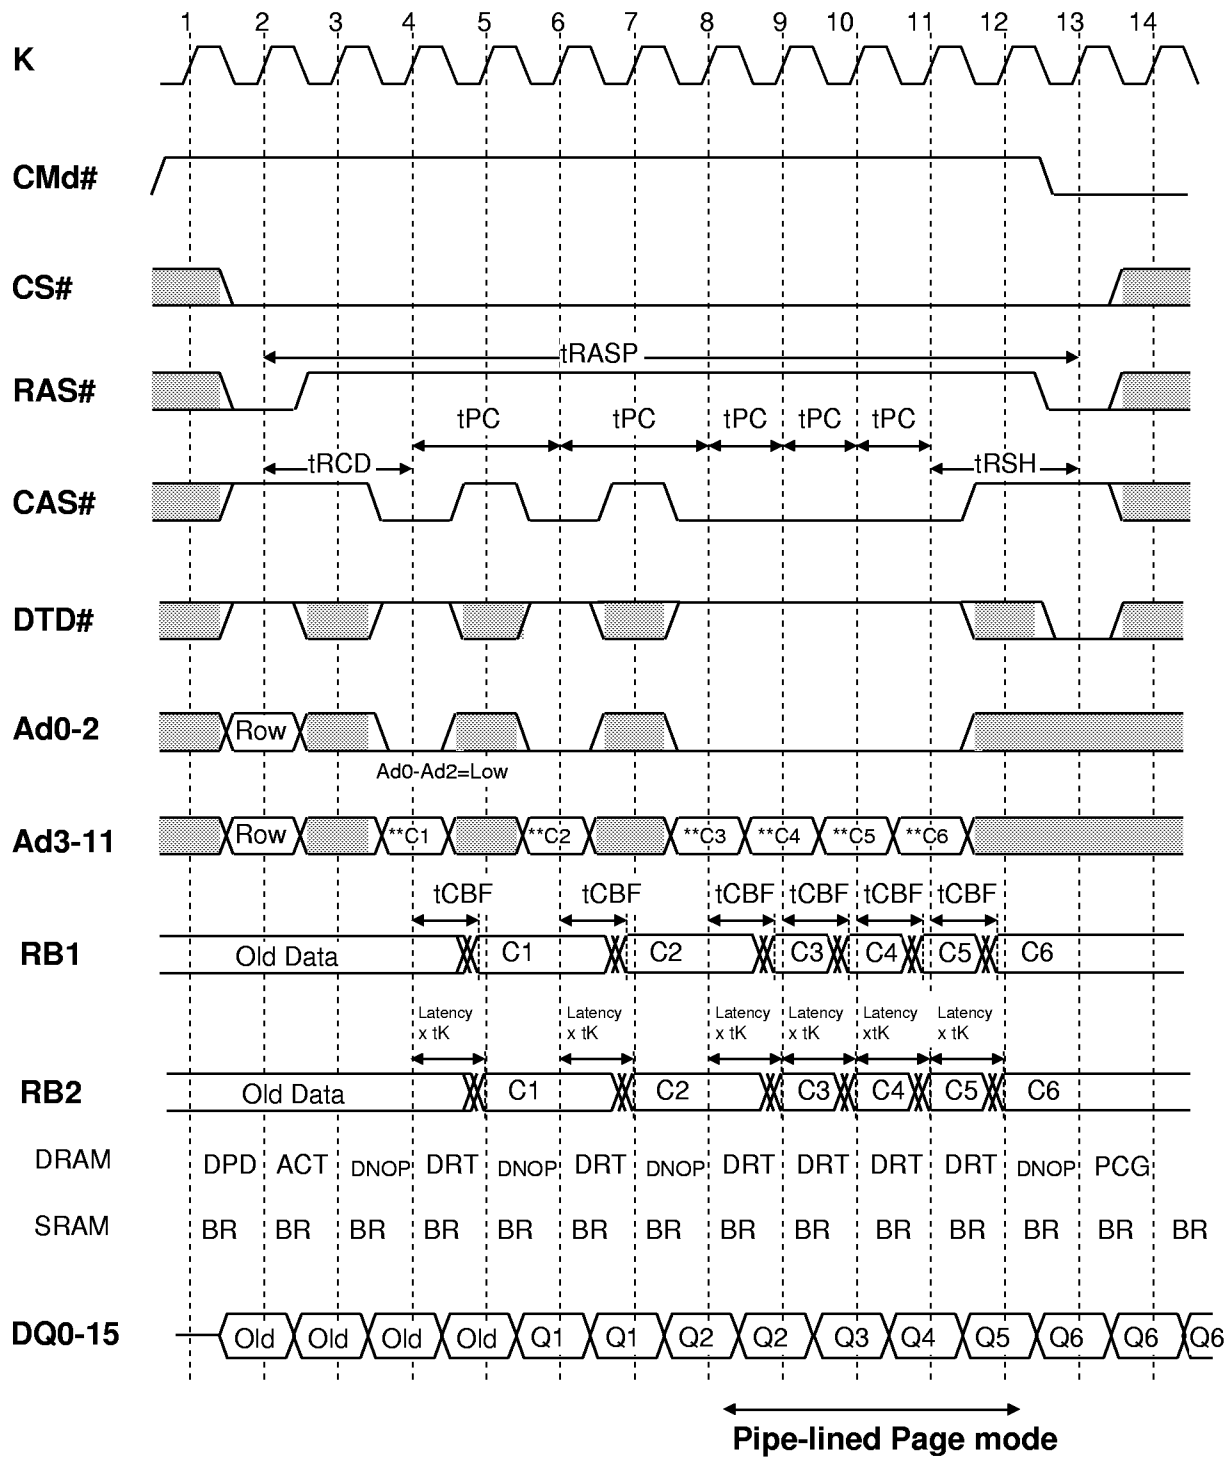 1 2 3 4 5 6 7 8 9 10 11 12 13 14
K
CMd#
CS#
tRASP
RAS#
tPC tPC tPC tPC tPC
tRCD tRSH
CAS#
DTD#
Ad0-2 Row
Ad0-Ad2=Low
Ad3-11 Row **C1 **C2 **C3 **C4 **C5 **C6
tCBF tCBF tCBF tCBF tCBF tCBF
RB1 Old Data C1 C2 C3 C4 C5 C6
Latency Latency Latency Latency Latency Latency
x tK x tK x tK x tK xtK x tK
RB2 Old Data C1 C2 C3 C4 C5 C6
DRAM DPD ACT DNOP DRT DNOP DRT DNOP DRT DRT DRT DRT DNOP PCG
SRAM BR BR BR BR BR BR BR BR BR BR BR BR BR BR
DQ0-15 Old Old Old Old Q1 Q1 Q2 Q2 Q3 Q4 Q5 Q6 Q6 Q6
Pipe-lined Page mode